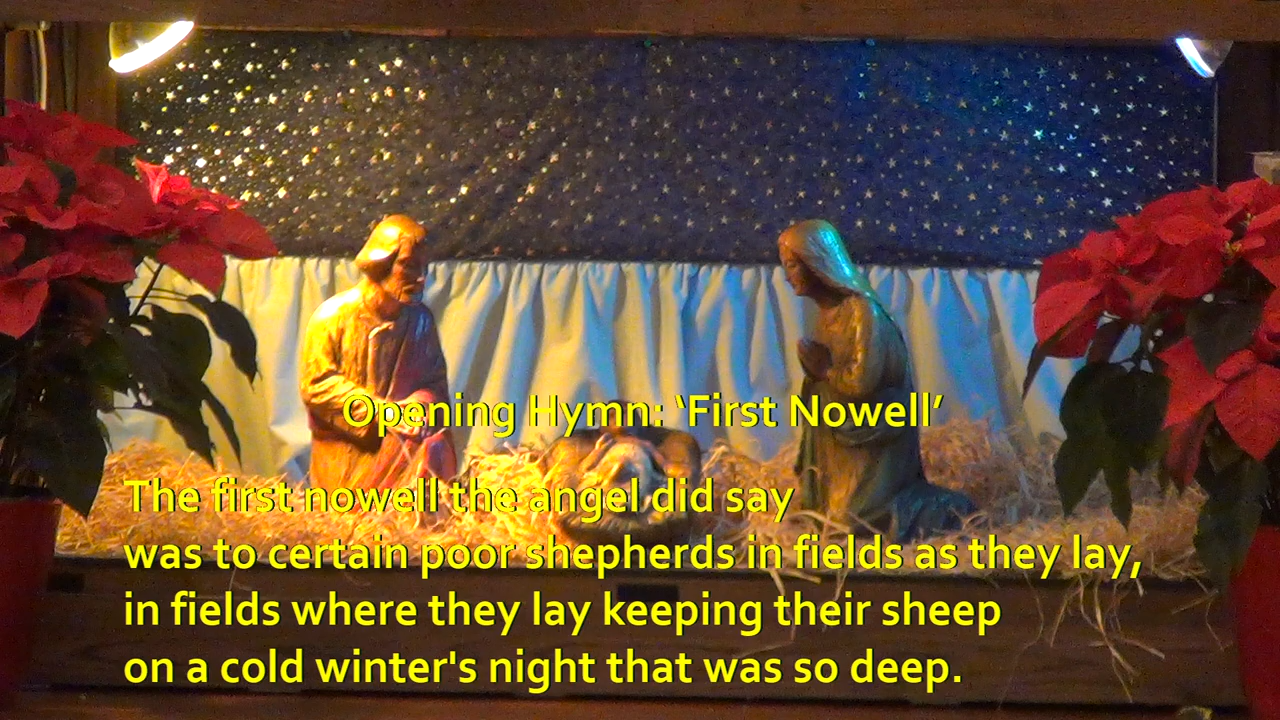 Opening Hymn: ‘First Nowell’
The first nowell the angel did say
was to certain poor shepherds in fields as they lay,
in fields where they lay keeping their sheep
on a cold winter's night that was so deep.